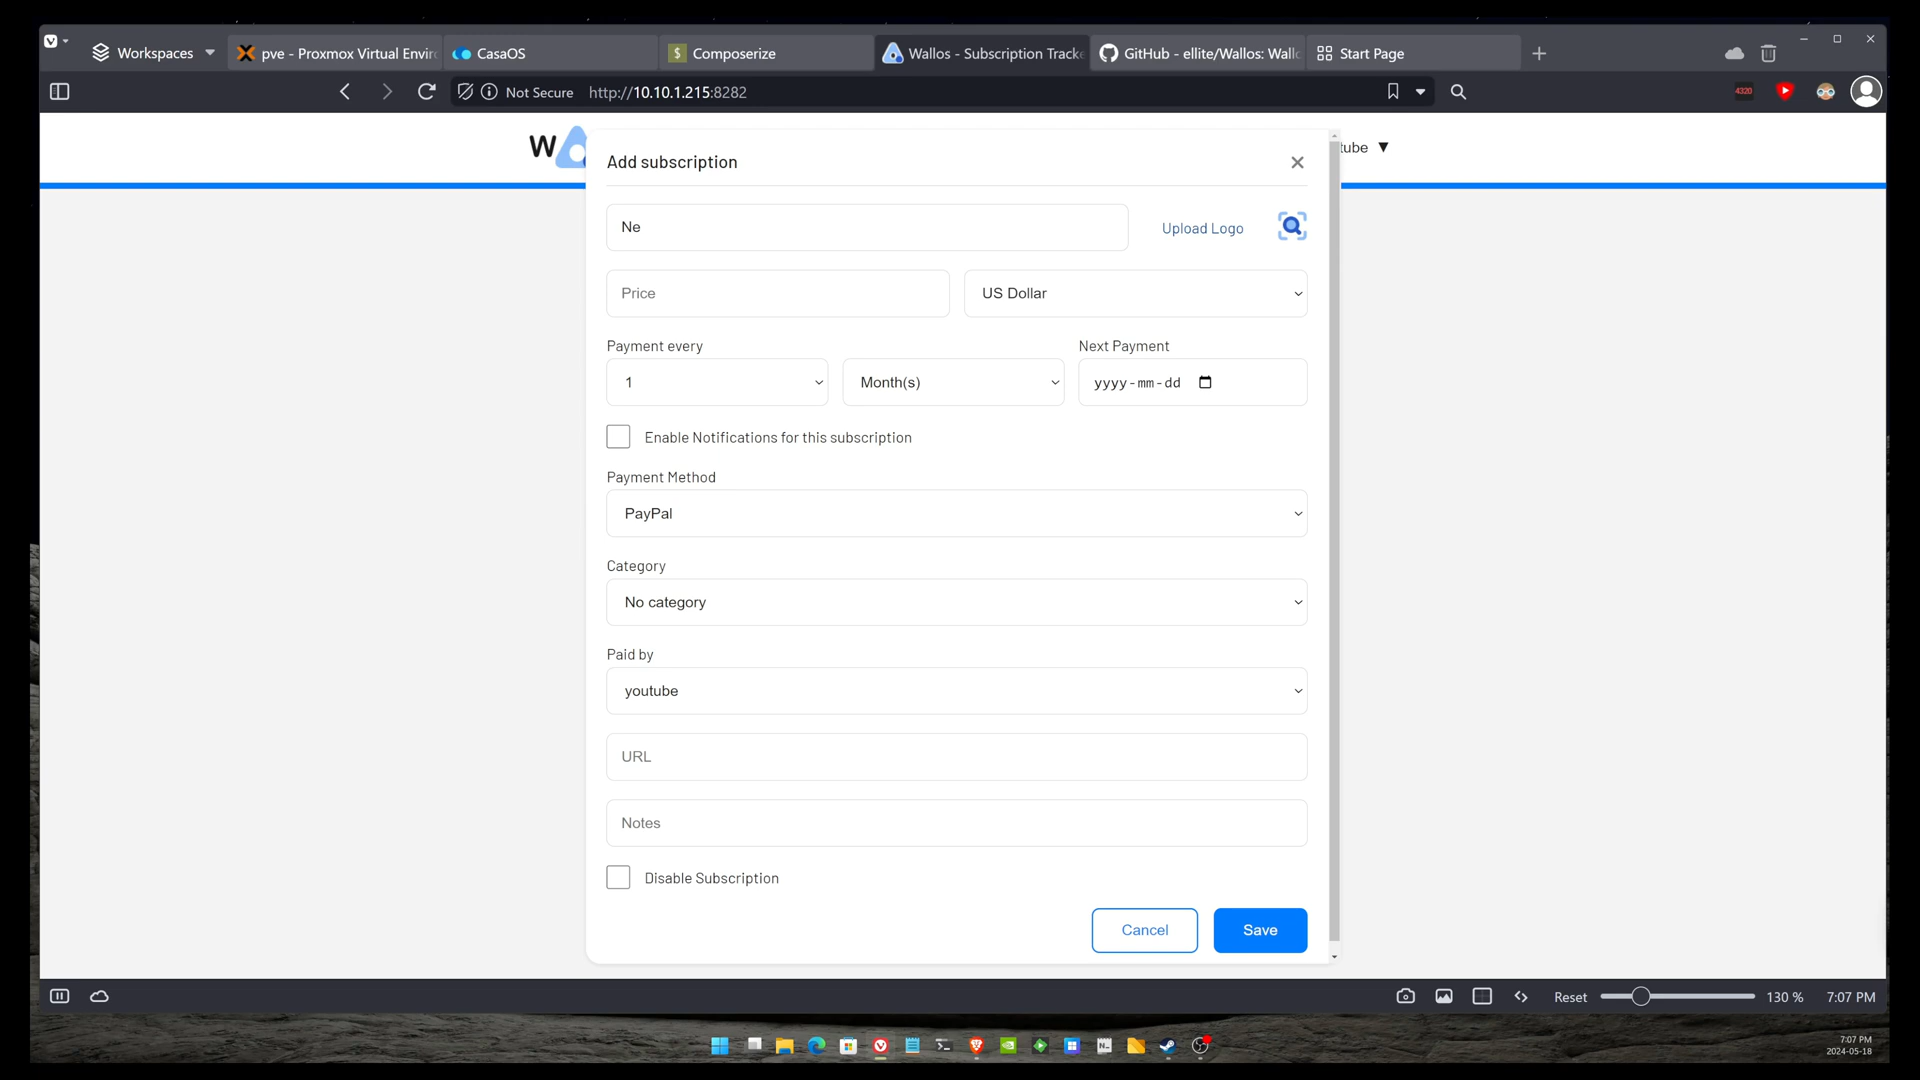 Workspaces
pve - Proxmox Virtual Envir
CasaOS
$ Composerize
Wallos - Subscription Tracke
GitHub - ellite/Wallos: Wallo
Start Page
Not Secure http://10.10.1.215:8282
4320
W
tube ▼
Add subscription
Ne
Upload Logo
Price
US Dollar
Payment every
Next Payment
1
Month(s)
yyyy-mm-dd
Enable Notifications for this subscription
Payment Method
PayPal
Category
No category
Paid by
youtube
URL
Notes
Disable Subscription
Cancel
Save
Reset
130 %
7:07 PM
7:07 PM
2024-05-18